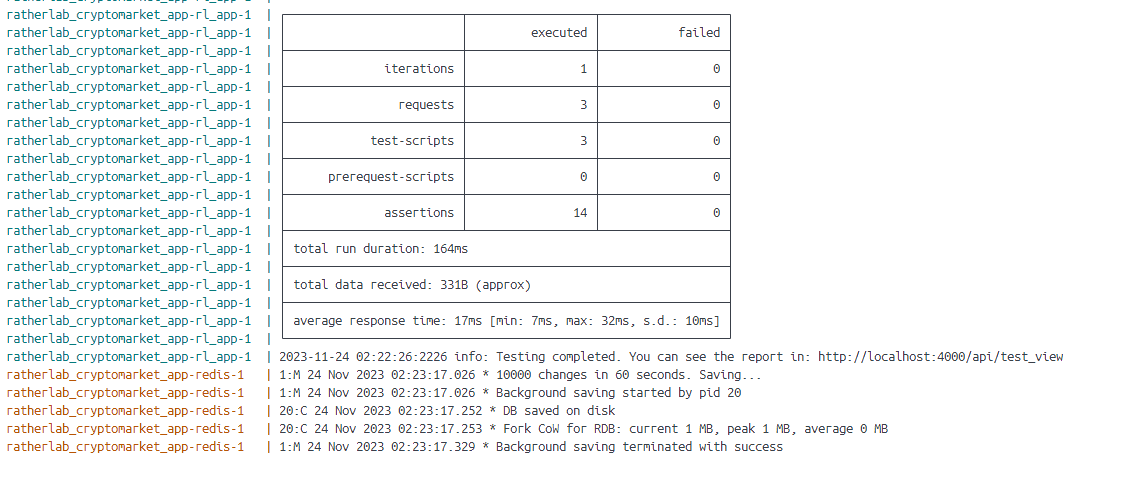 ratherlab_cryptomarket_app-rl_app-1 |
ratherlab_cryptomarket_app-rl_app-1 | executed failed
ratherlab_cryptomarket_app-rl_app-1 |
ratherlab_cryptomarket_app-rl_app-1 | iterations 1 0
ratherlab_cryptomarket_app-rl_app-1 |
ratherlab_cryptomarket_app-rl_app-1 | requests 3 0
ratherlab_cryptomarket_app-rl_app-1 |
ratherlab_cryptomarket_app-rl_app-1 | test-scripts 3 0
ratherlab_cryptomarket_app-rl_app-1 |
ratherlab_cryptomarket_app-rl_app-1 | prerequest-scripts 0 0
ratherlab_cryptomarket_app-rl_app-1 |
ratherlab_cryptomarket_app-rl_app-1 | assertions 14 0
ratherlab_cryptomarket_app-rl_app-1 |
ratherlab_cryptomarket_app-rl_app-1 | total run duration: 164ms
ratherlab_cryptomarket_app-rl_app-1 |
ratherlab_cryptomarket_app-rl_app-1 | total data received: 331B (approx)
ratherlab_cryptomarket_app-rl_app-1 |
ratherlab_cryptomarket_app-rl_app-1 | average response time: 17ms [min: 7ms, max: 32ms, s.d.: 10ms]
ratherlab_cryptomarket_app-rl_app-1 |
ratherlab_cryptomarket_app-rl_app-1 | 2023-11-24 02:22:26:2226 info: Testing completed. You can see the report in: http://localhost:4000/api/test_view
ratherlab_cryptomarket_app-redis-1 | 1:M 24 Nov 2023 02:23:17.026 * 10000 changes in 60 seconds. Saving...
ratherlab_cryptomarket_app-redis-1 | 1:M 24 Nov 2023 02:23:17.026 * Background saving started by pid 20
ratherlab_cryptomarket_app-redis-1 | 20:C 24 Nov 2023 02:23:17.252 * DB saved on disk
ratherlab_cryptomarket_app-redis-1 | 20:C 24 Nov 2023 02:23:17.253 * Fork CoW for RDB: current 1 MB, peak 1 MB, average 0 MB
ratherlab_cryptomarket_app-redis-1 | 1:M 24 Nov 2023 02:23:17.329 * Background saving terminated with success